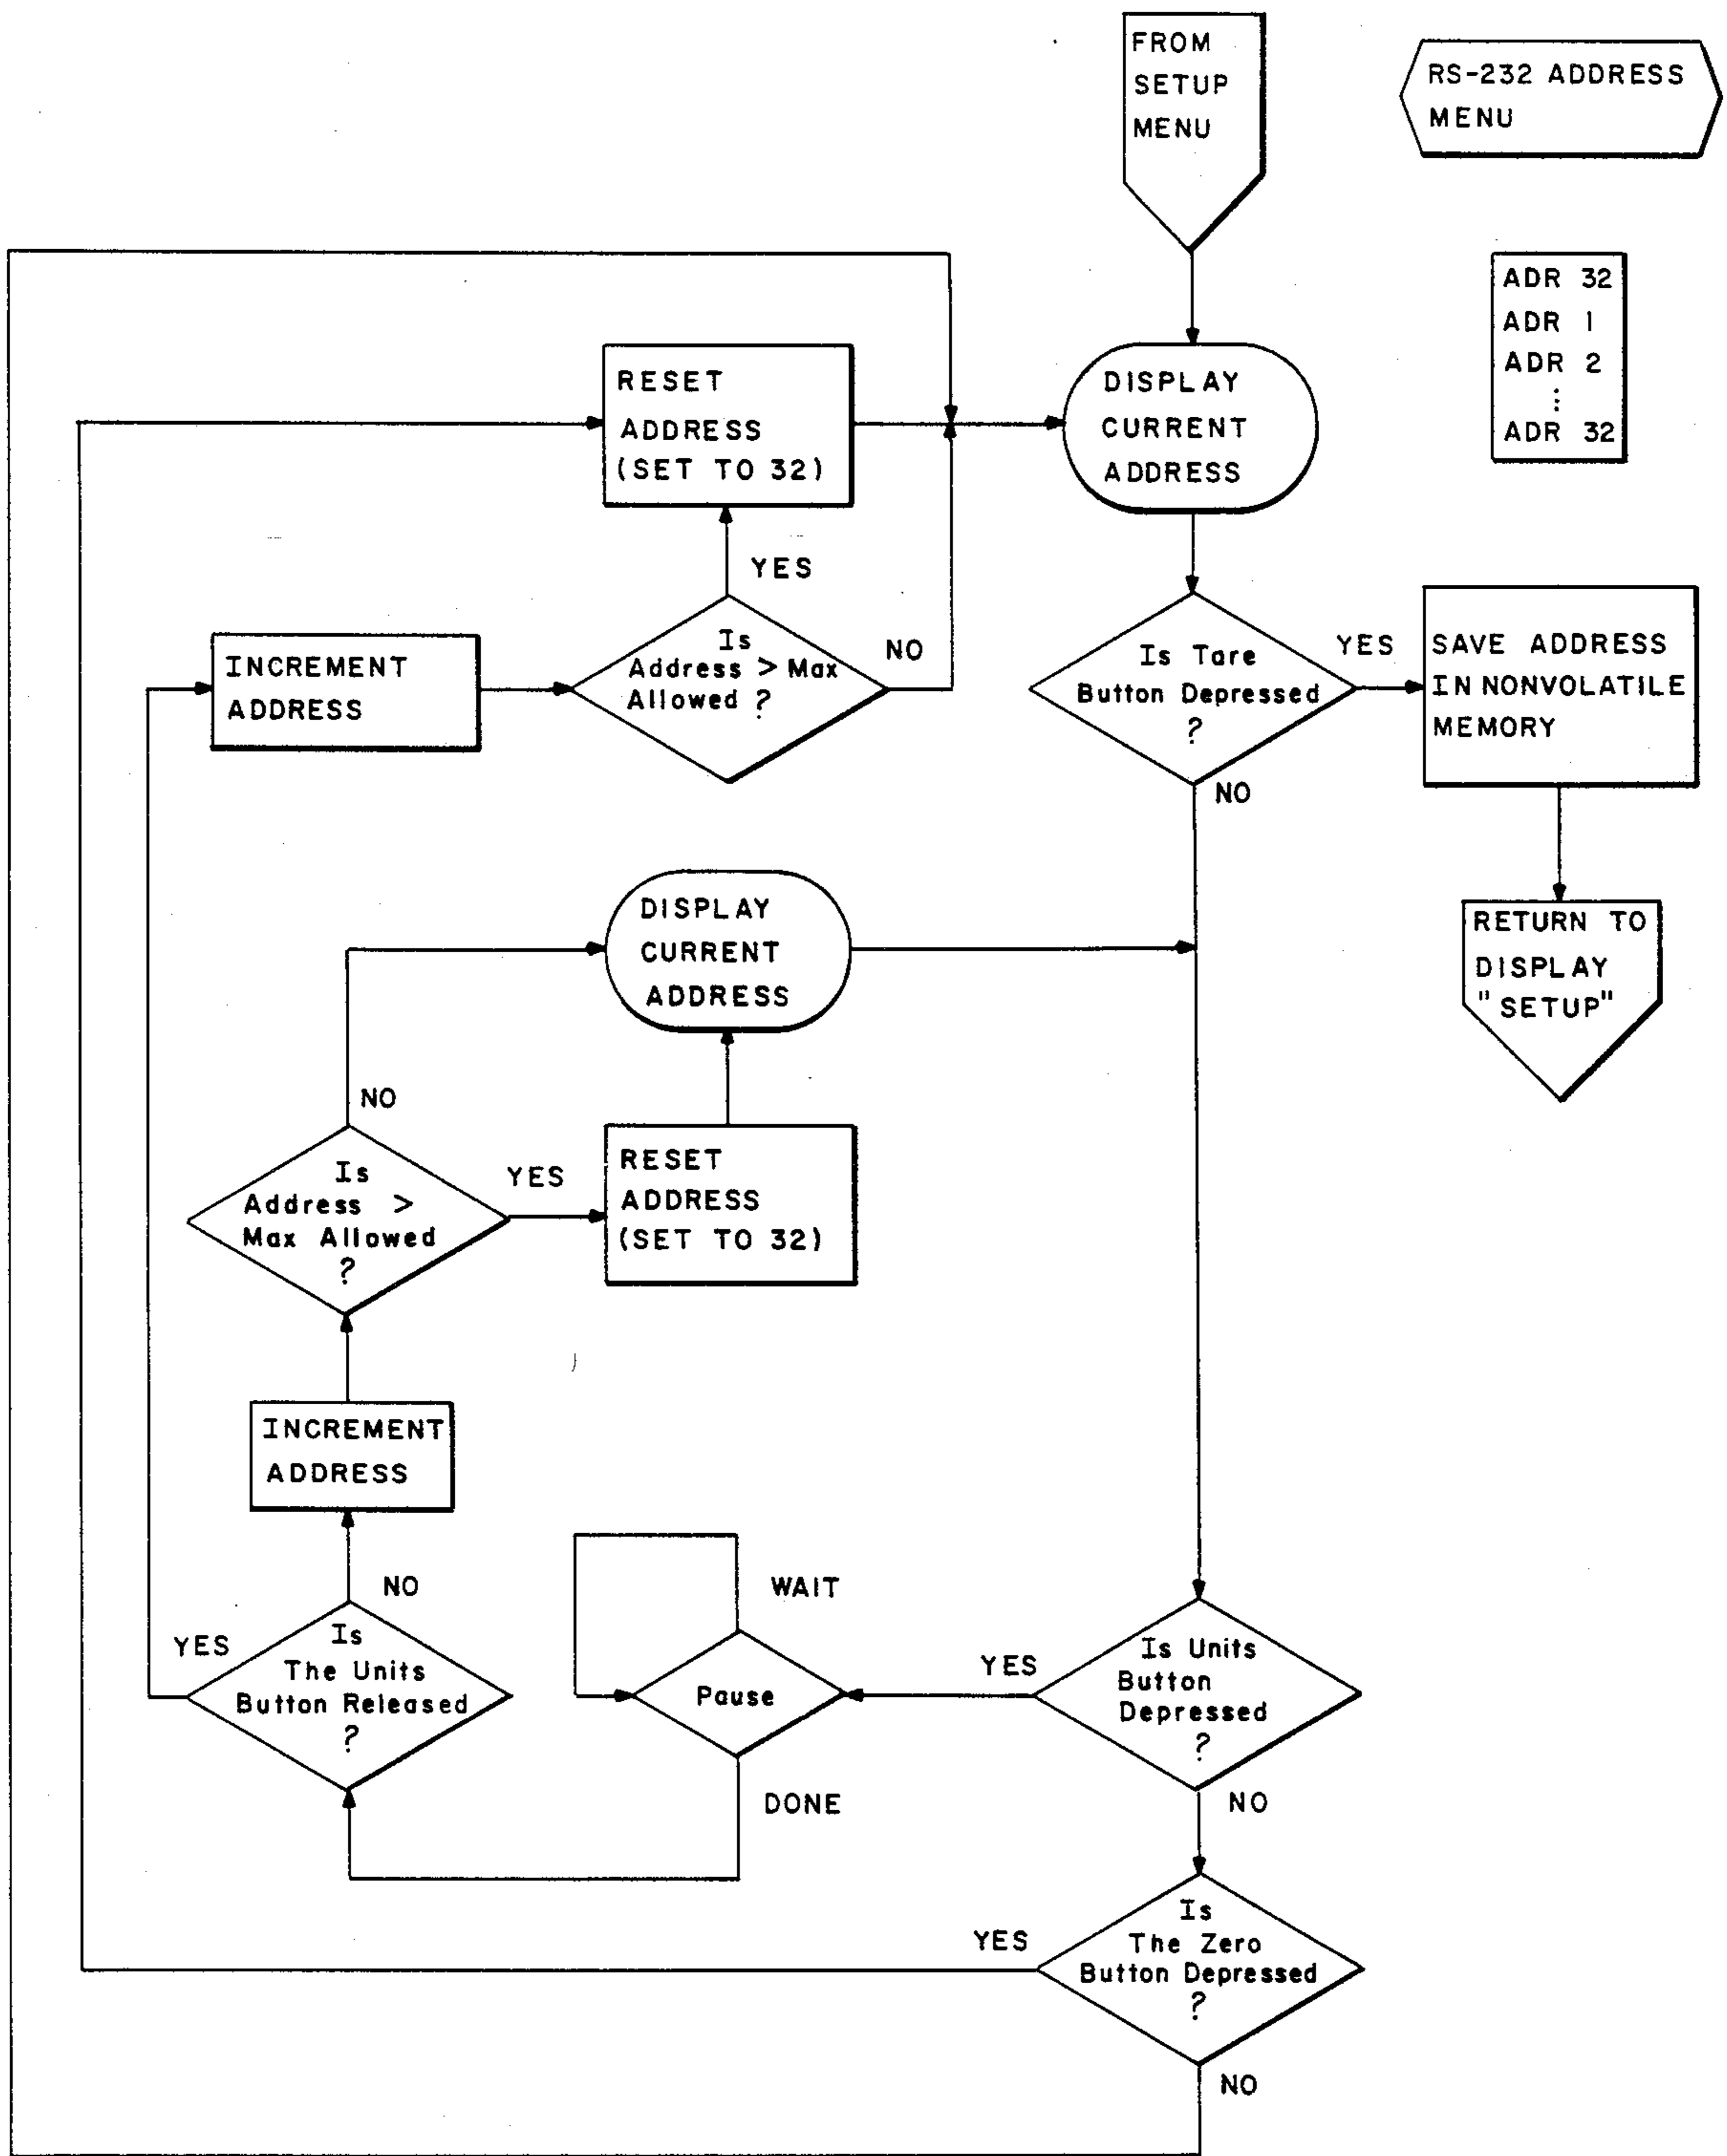 FROM
SETUP
MENU
RS-232 ADDRESS
MENU
ADR 32
ADR 1
ADR 2
⋮
ADR 32
RESET
ADDRESS
(SET TO 32)
DISPLAY
CURRENT
ADDRESS
YES
INCREMENT
ADDRESS
Is
Address > Max
Allowed ?
NO
Is Tare
Button Depressed
?
YES
NO
SAVE ADDRESS
IN NONVOLATILE
MEMORY
RETURN TO
DISPLAY
"SETUP"
DISPLAY
CURRENT
ADDRESS
NO
Is
Address >
Max Allowed
?
YES
RESET
ADDRESS
(SET TO 32)
INCREMENT
ADDRESS
NO
YES
Is
The Units
Button Released
?
WAIT
Pause
DONE
YES
Is Units
Button
Depressed
?
NO
YES
Is
The Zero
Button Depressed
?
NO